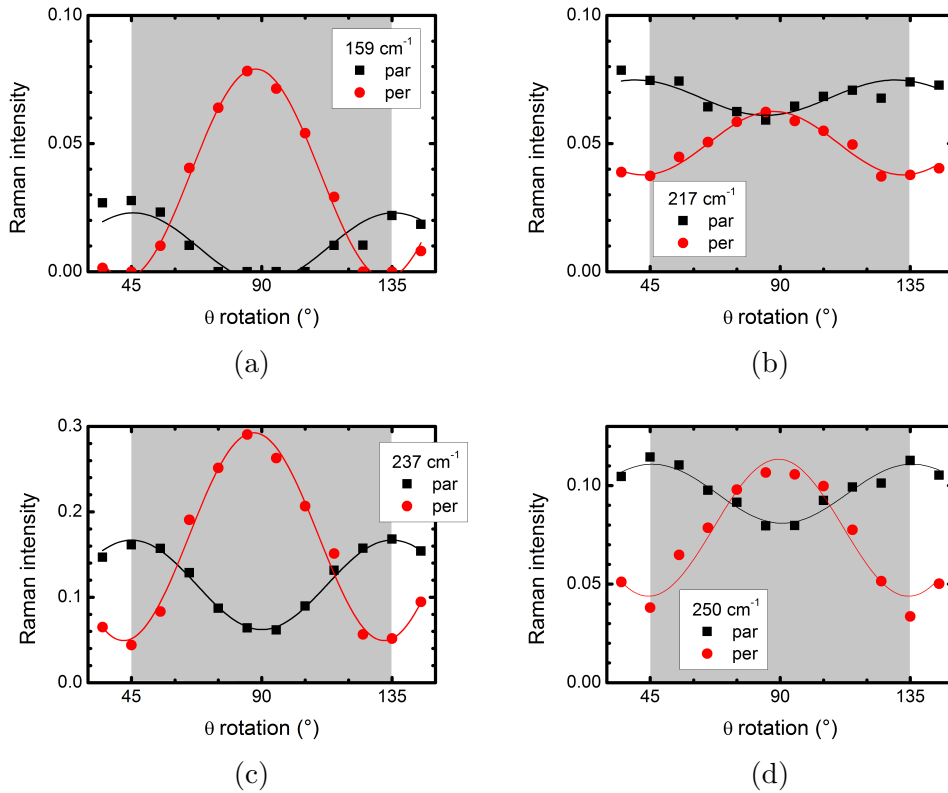 0.10
0.05
0.00
Raman intensity
159 cm⁻¹
par
per
45
90
135
θ rotation (°)
(a)
0.10
0.05
0.00
Raman intensity
217 cm⁻¹
par
per
45
90
135
θ rotation (°)
(b)
0.3
0.2
0.1
0.0
Raman intensity
237 cm⁻¹
par
per
45
90
135
θ rotation (°)
(c)
0.10
0.05
0.00
Raman intensity
250 cm⁻¹
par
per
45
90
135
θ rotation (°)
(d)